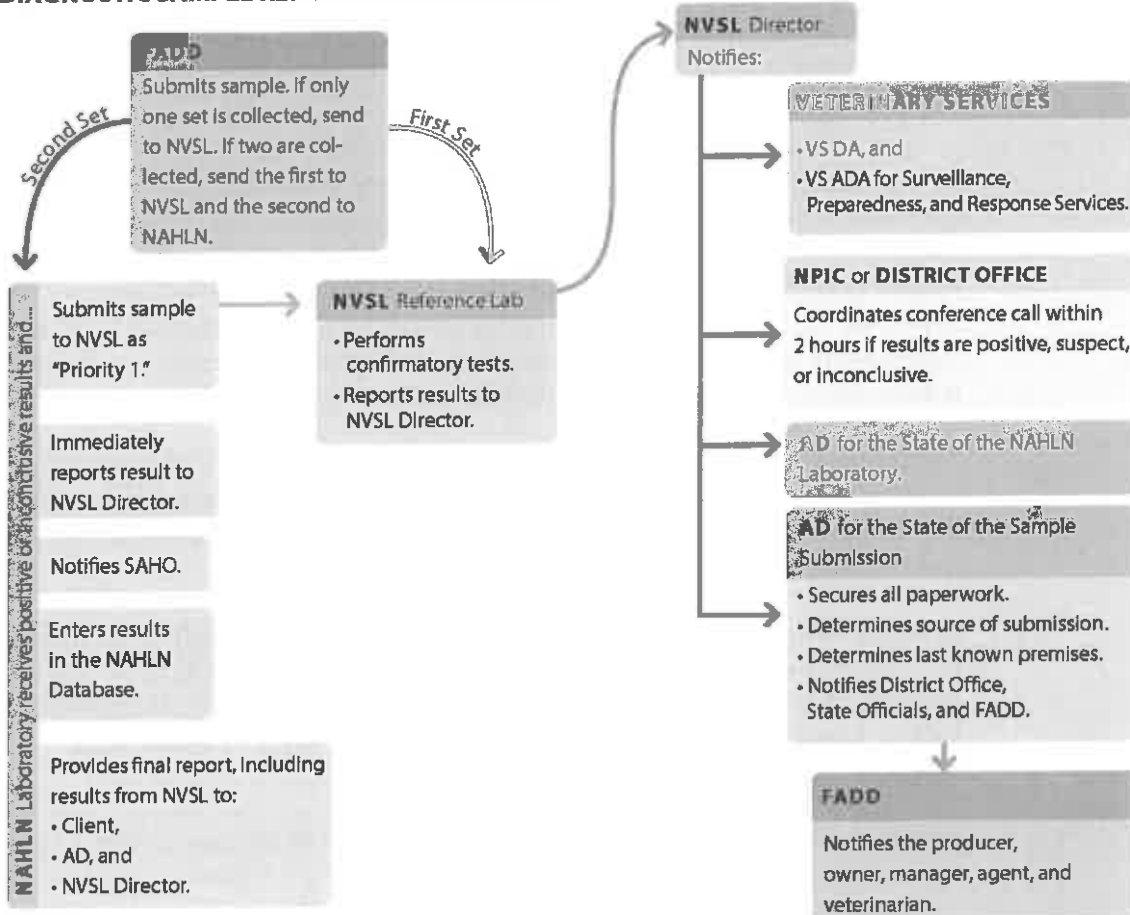 FADD
Submits sample. If only
one set is collected, send
to NVSL. If two are col-
lected, send the first to
NVSL and the second to
NAHLN.
Second Set
First Set
NAHLN Laboratory receives positive or inconclusive results and...
Submits sample
to NVSL as
"Priority 1."
Immediately
reports result to
NVSL Director.
Notifies SAHO.
Enters results
in the NAHLN
Database.
Provides final report, including
results from NVSL to:
• Client,
• AD, and
• NVSL Director.
NVSL Reference Lab
• Performs
confirmatory tests.
• Reports results to
NVSL Director.
NVSL Director
Notifies:
VETERINARY SERVICES
• VS DA, and
• VS ADA for Surveillance,
Preparedness, and Response Services.
NPIC or DISTRICT OFFICE
Coordinates conference call within
2 hours if results are positive, suspect,
or inconclusive.
AD for the State of the NAHLN
Laboratory.
AD for the State of the Sample
Submission
• Secures all paperwork.
• Determines source of submission.
• Determines last known premises.
• Notifies District Office,
State Officials, and FADD.
FADD
Notifies the producer,
owner, manager, agent, and
veterinarian.